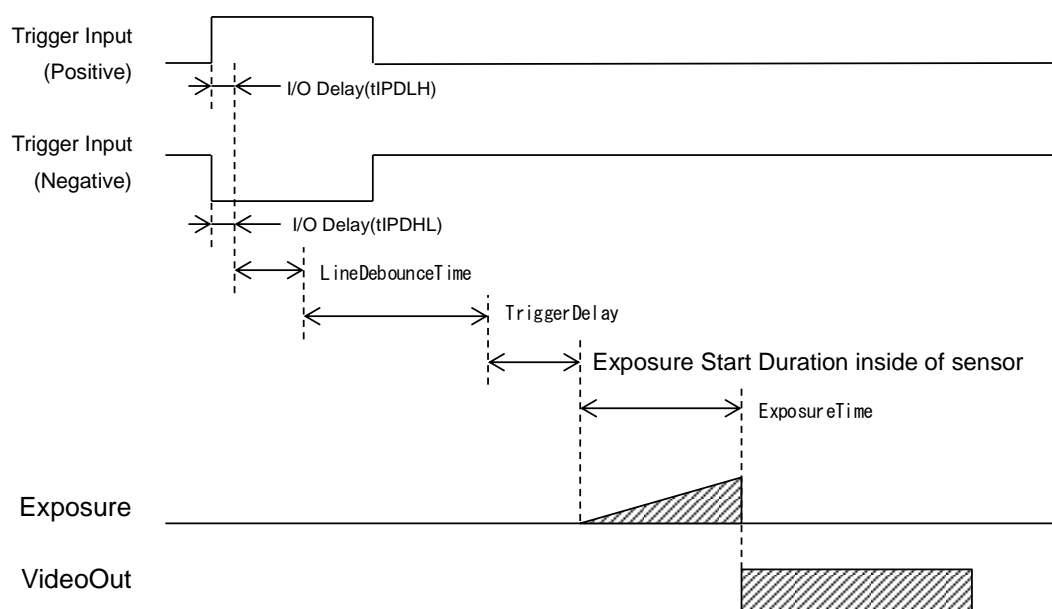 Trigger Input
(Positive)
I/O Delay(tIPDLH)
Trigger Input
(Negative)
I/O Delay(tIPDHL)
LineDebounceTime
TriggerDelay
Exposure Start Duration inside of sensor
ExposureTime
Exposure
VideoOut